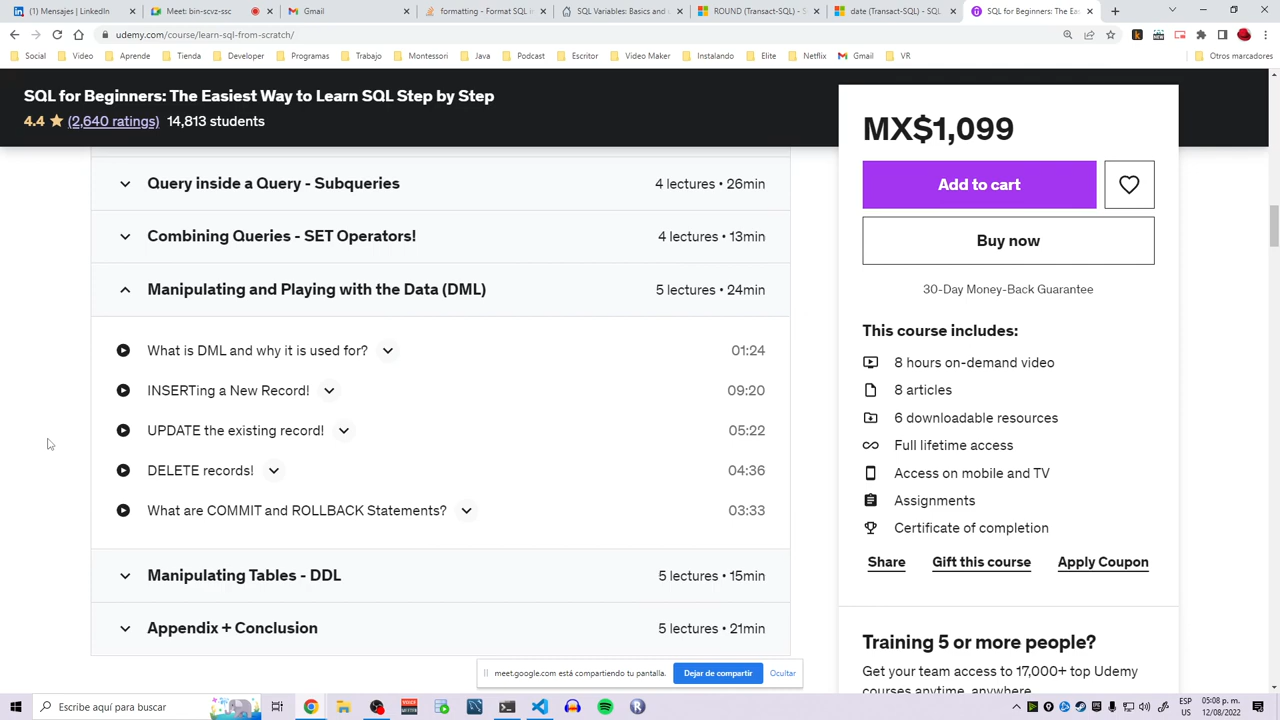 (1) Mensajes | LinkedIn
Meet
Gmail
formatting - Format SQL in
SQL Variables: Basics and
ROUND (Transact-SQL) - S
date (Transact-SQL) - SQL
SQL for Beginners: The Eas
udemy.com/course/learn-sql-from-scratch/
Social
Video
Aprende
Tienda
Developer
Programas
Trabajo
Montessori
Java
Podcast
Escritor
Video Maker
Instalando
Elite
Netflix
Gmail
VR
Otros marcadores
SQL for Beginners: The Easiest Way to Learn SQL Step by Step
4.4 (2,640 ratings) 14,813 students
Query inside a Query - Subqueries 4 lectures • 26min
Combining Queries - SET Operators! 4 lectures • 13min
Manipulating and Playing with the Data (DML) 5 lectures • 24min
What is DML and why it is used for? 01:24
INSERTing a New Record! 09:20
UPDATE the existing record! 05:22
DELETE records! 04:36
What are COMMIT and ROLLBACK Statements? 03:33
Manipulating Tables - DDL 5 lectures • 15min
Appendix + Conclusion 5 lectures • 21min
MX$1,099
Add to cart
Buy now
30-Day Money-Back Guarantee
This course includes:
8 hours on-demand video
8 articles
6 downloadable resources
Full lifetime access
Access on mobile and TV
Assignments
Certificate of completion
Share Gift this course Apply Coupon
Training 5 or more people?
Get your team access to 17,000+ top Udemy
courses anytime, anywhere.
meet.google.com está compartiendo tu pantalla.
Dejar de compartir
Ocultar
Escribe aquí para buscar
ESP
US
05:08 p. m.
12/08/2022